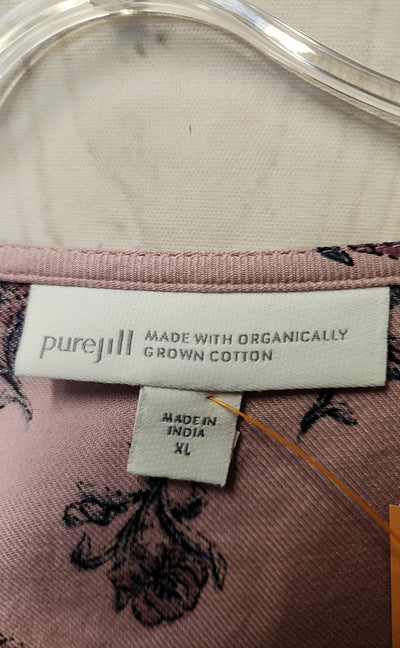 purejill MADE WITH ORGANICALLY
GROWN COTTON
MADE IN
INDIA
XL